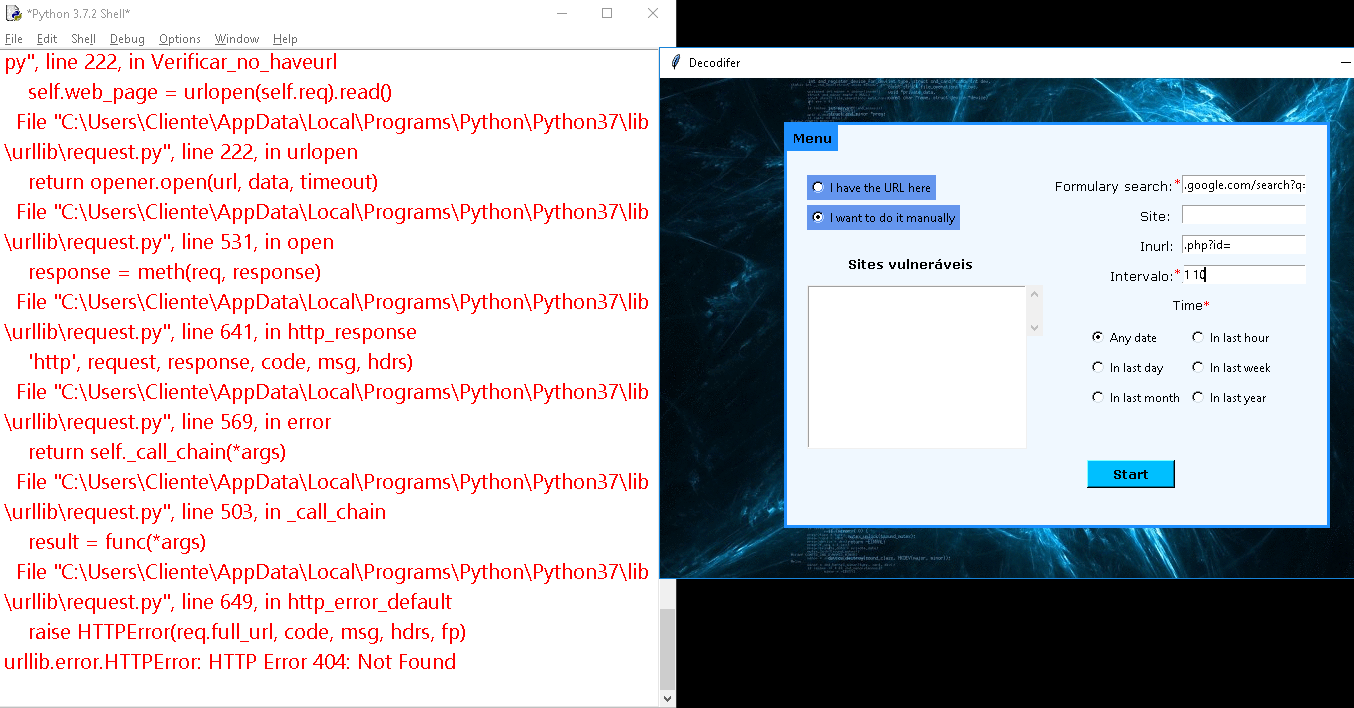 *Python 3.7.2 Shell*
File Edit Shell Debug Options Window Help
py", line 222, in Verificar_no_haveurl
self.web_page = urlopen(self.req).read()
File "C:\Users\Cliente\AppData\Local\Programs\Python\Python37\lib
\urllib\request.py", line 222, in urlopen
return opener.open(url, data, timeout)
File "C:\Users\Cliente\AppData\Local\Programs\Python\Python37\lib
\urllib\request.py", line 531, in open
response = meth(req, response)
File "C:\Users\Cliente\AppData\Local\Programs\Python\Python37\lib
\urllib\request.py", line 641, in http_response
'http', request, response, code, msg, hdrs)
File "C:\Users\Cliente\AppData\Local\Programs\Python\Python37\lib
\urllib\request.py", line 569, in error
return self._call_chain(*args)
File "C:\Users\Cliente\AppData\Local\Programs\Python\Python37\lib
\urllib\request.py", line 503, in _call_chain
result = func(*args)
File "C:\Users\Cliente\AppData\Local\Programs\Python\Python37\lib
\urllib\request.py", line 649, in http_error_default
raise HTTPError(req.full_url, code, msg, hdrs, fp)
urllib.error.HTTPError: HTTP Error 404: Not Found
Decodifer
Menu
I have the URL here
I want to do it manually
Sites vulneráveis
Formulary search:* .google.com/search?q=
Site:
Inurl: .php?id=
Intervalo:* 1 10
Time*
Any date In last hour
In last day In last week
In last month In last year
Start